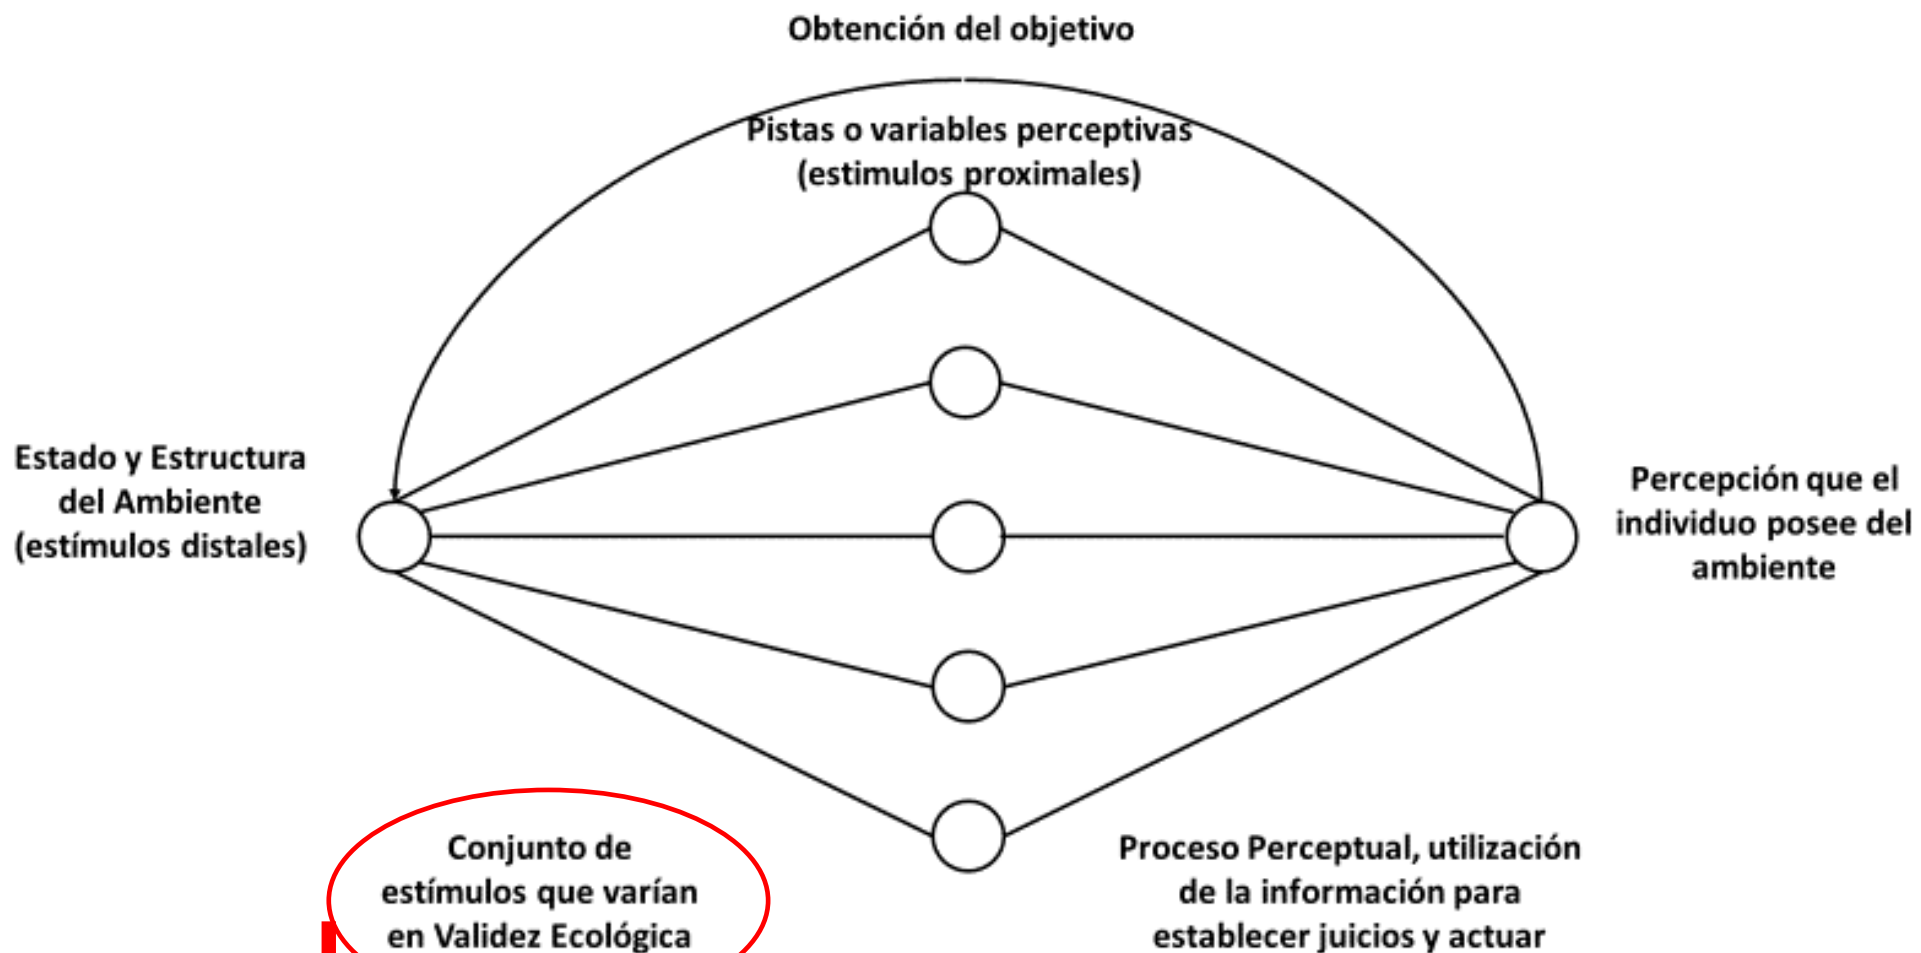 Obtención del objetivo
Pistas o variables perceptivas
(estimulos proximales)
Estado y Estructura
del Ambiente
(estímulos distales)
Percepción que el
individuo posee del
ambiente
Conjunto de
estímulos que varían
en Validez Ecológica
Proceso Perceptual, utilización
de la información para
establecer juicios y actuar